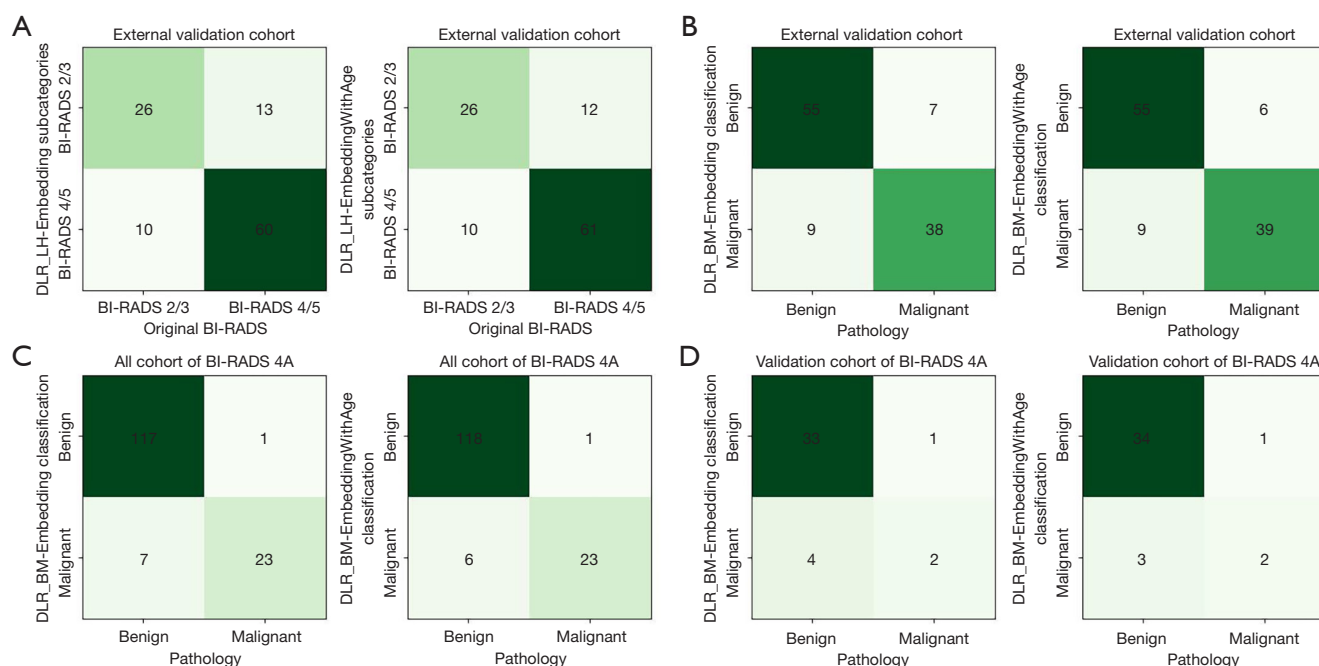 A
External validation cohort
DLR_LH-Embedding subcategories
BI-RADS 2/3
BI-RADS 4/5
26 13
10 60
BI-RADS 2/3 BI-RADS 4/5
Original BI-RADS
External validation cohort
DLR_LH-EmbeddingWithAge
subcategories
BI-RADS 2/3
BI-RADS 4/5
26 12
10 61
BI-RADS 2/3 BI-RADS 4/5
Original BI-RADS
B
External validation cohort
DLR_BM-Embedding classification
Benign
Malignant
55 7
9 38
Benign Malignant
Pathology
External validation cohort
DLR_BM-EmbeddingWithAge
classification
Benign
Malignant
55 6
9 39
Benign Malignant
Pathology
C
All cohort of BI-RADS 4A
DLR_BM-Embedding classification
Benign
Malignant
117 1
7 23
Benign Malignant
Pathology
All cohort of BI-RADS 4A
DLR_BM-EmbeddingWithAge
classification
Benign
Malignant
118 1
6 23
Benign Malignant
Pathology
D
Validation cohort of BI-RADS 4A
DLR_BM-Embedding classification
Benign
Malignant
33 1
4 2
Benign Malignant
Pathology
Validation cohort of BI-RADS 4A
DLR_BM-EmbeddingWithAge
classification
Benign
Malignant
34 1
3 2
Benign Malignant
Pathology